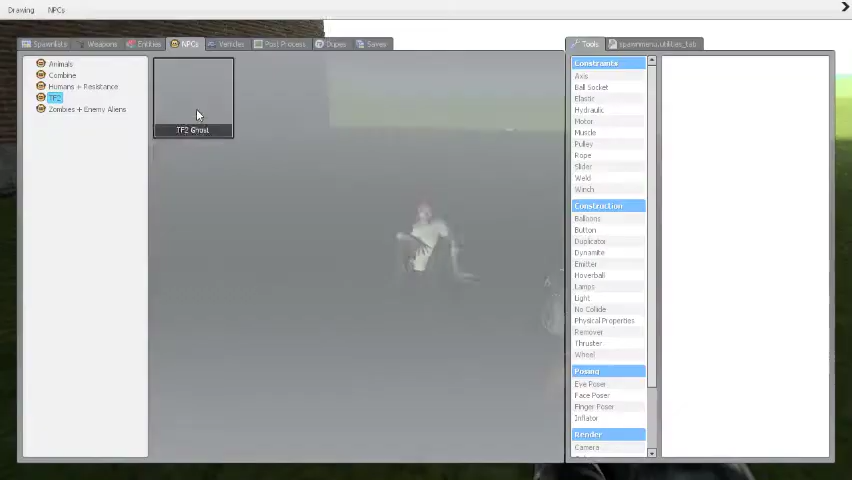 Drawing NPCs
Spawnlists Weapons Entities NPCs Vehicles Post Process Dupes Saves
Animals
Combine
Humans + Resistance
TF2
Zombies + Enemy Aliens
TF2 Ghost
Tools spawnmenu.utilities_tab
Constraints
Axis
Ball Socket
Elastic
Hydraulic
Motor
Muscle
Pulley
Rope
Slider
Weld
Winch
Construction
Balloons
Button
Duplicator
Dynamite
Emitter
Hoverball
Lamps
Light
No Collide
Physical Properties
Remover
Thruster
Wheel
Posing
Eye Poser
Face Poser
Finger Poser
Inflator
Render
Camera